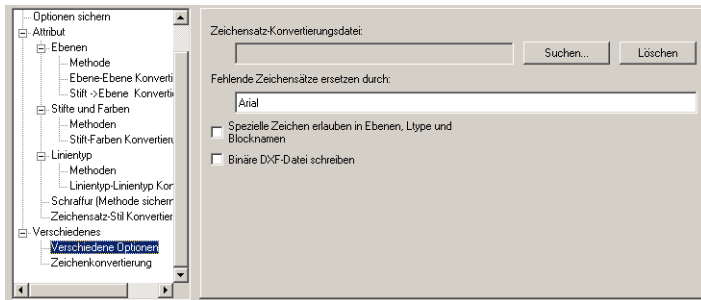 Optionen sichern
Attribut
Ebenen
Methode
Ebene-Ebene Konverti
Stift ->Ebene Konverti
Stifte und Farben
Methoden
Stift-Farben Konvertieru
Linientyp
Methoden
Linientyp-Linientyp Kor
Schraffur (Methode sichern
Zeichensatz-Stil Konvertier
Verschiedenes
Verschiedene Optionen
Zeichenkonvertierung
Zeichensatz-Konvertierungsdatei:
Suchen... Löschen
Fehlende Zeichensätze ersetzen durch:
Arial
Spezielle Zeichen erlauben in Ebenen, Ltype und
Blocknamen
Binäre DXF-Datei schreiben